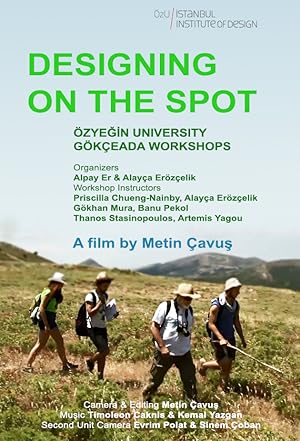 ÖzÜ/ISTANBUL
INSTITUTE OF DESIGN
DESIGNING
ON THE SPOT
ÖZYEĞİN UNIVERSITY
GÖKÇEADA WORKSHOPS
Organizers
Alpay Er & Alayça Erözçelik
Workshop Instructors
Priscilla Chueng-Nainby, Alayça Erözçelik
Gökhan Mura, Banu Pekol
Thanos Stasinopoulos, Artemis Yagou
A film by Metin Çavuş
Camera & Editing Metin Çavuş
Music Timoleon Caknis & Kemal Yazgan
Second Unit Camera Evrim Polat & Sinem Çoban